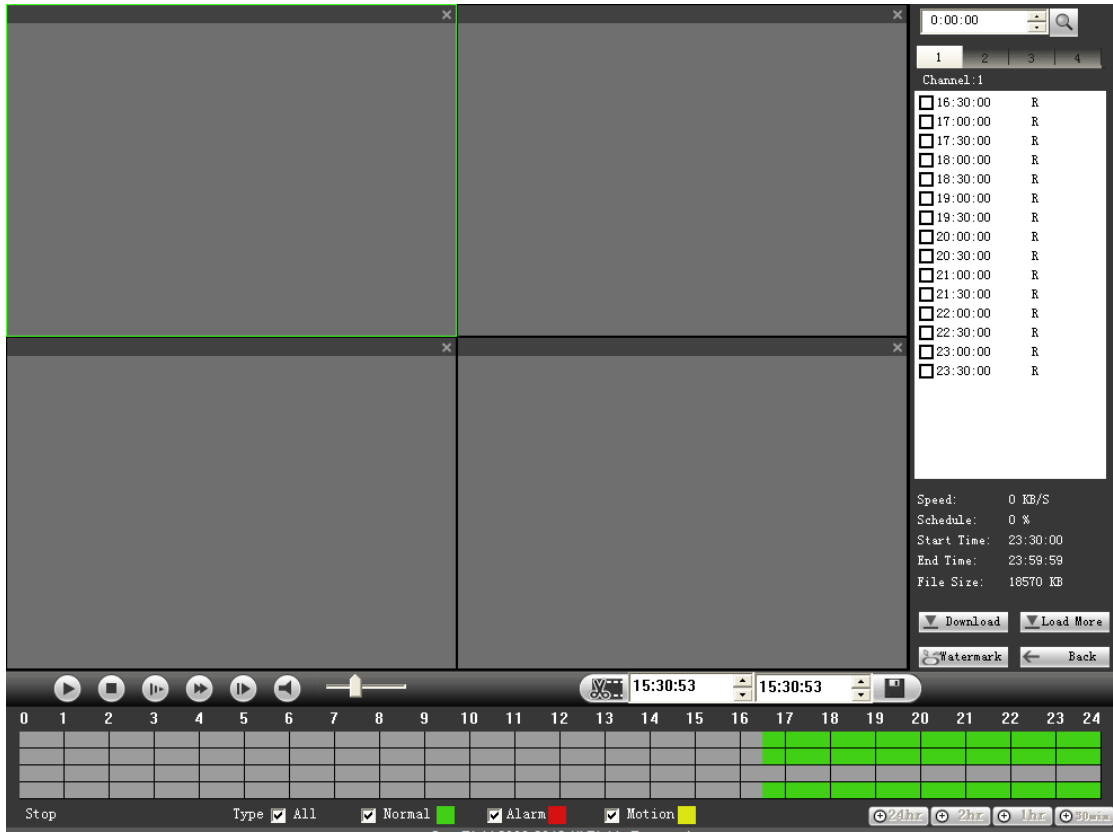 0:00:00
1 2 3 4
Channel:1
16:30:00 R
17:00:00 R
17:30:00 R
18:00:00 R
18:30:00 R
19:00:00 R
19:30:00 R
20:00:00 R
20:30:00 R
21:00:00 R
21:30:00 R
22:00:00 R
22:30:00 R
23:00:00 R
23:30:00 R
Speed: 0 KB/S
Schedule: 0 %
Start Time: 23:30:00
End Time: 23:59:59
File Size: 18570 KB
Download Load More
Watermark Back
15:30:53 15:30:53
0 1 2 3 4 5 6 7 8 9 10 11 12 13 14 15 16 17 18 19 20 21 22 23 24
Stop Type All Normal Alarm Motion 24hr 2hr 1hr 30min